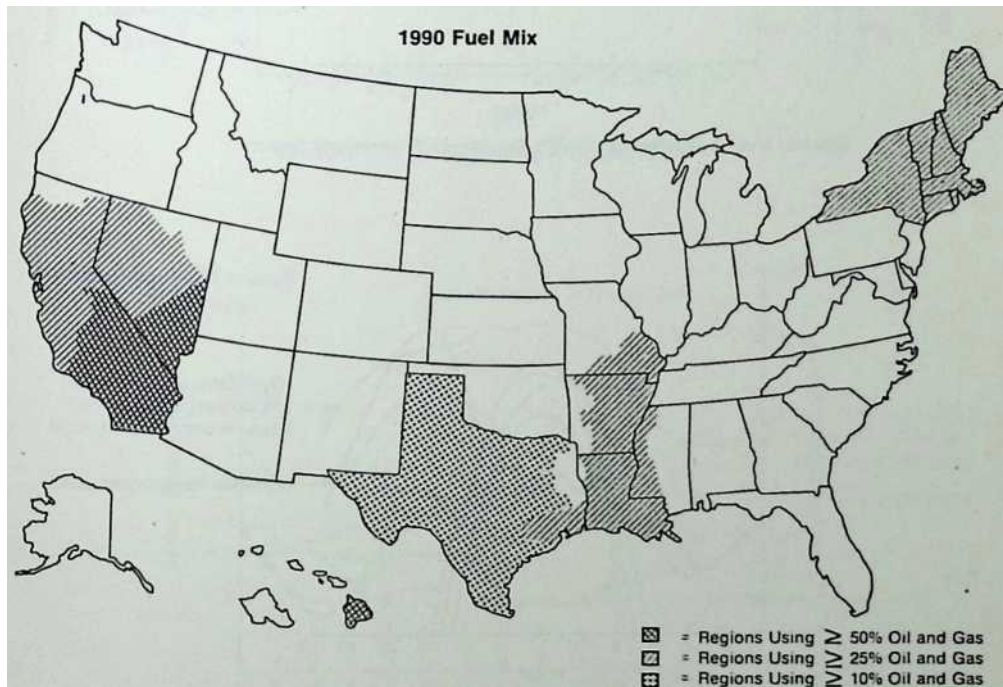 1990 Fuel Mix
= Regions Using ≥ 50% Oil and Gas
= Regions Using ≥ 25% Oil and Gas
= Regions Using ≥ 10% Oil and Gas